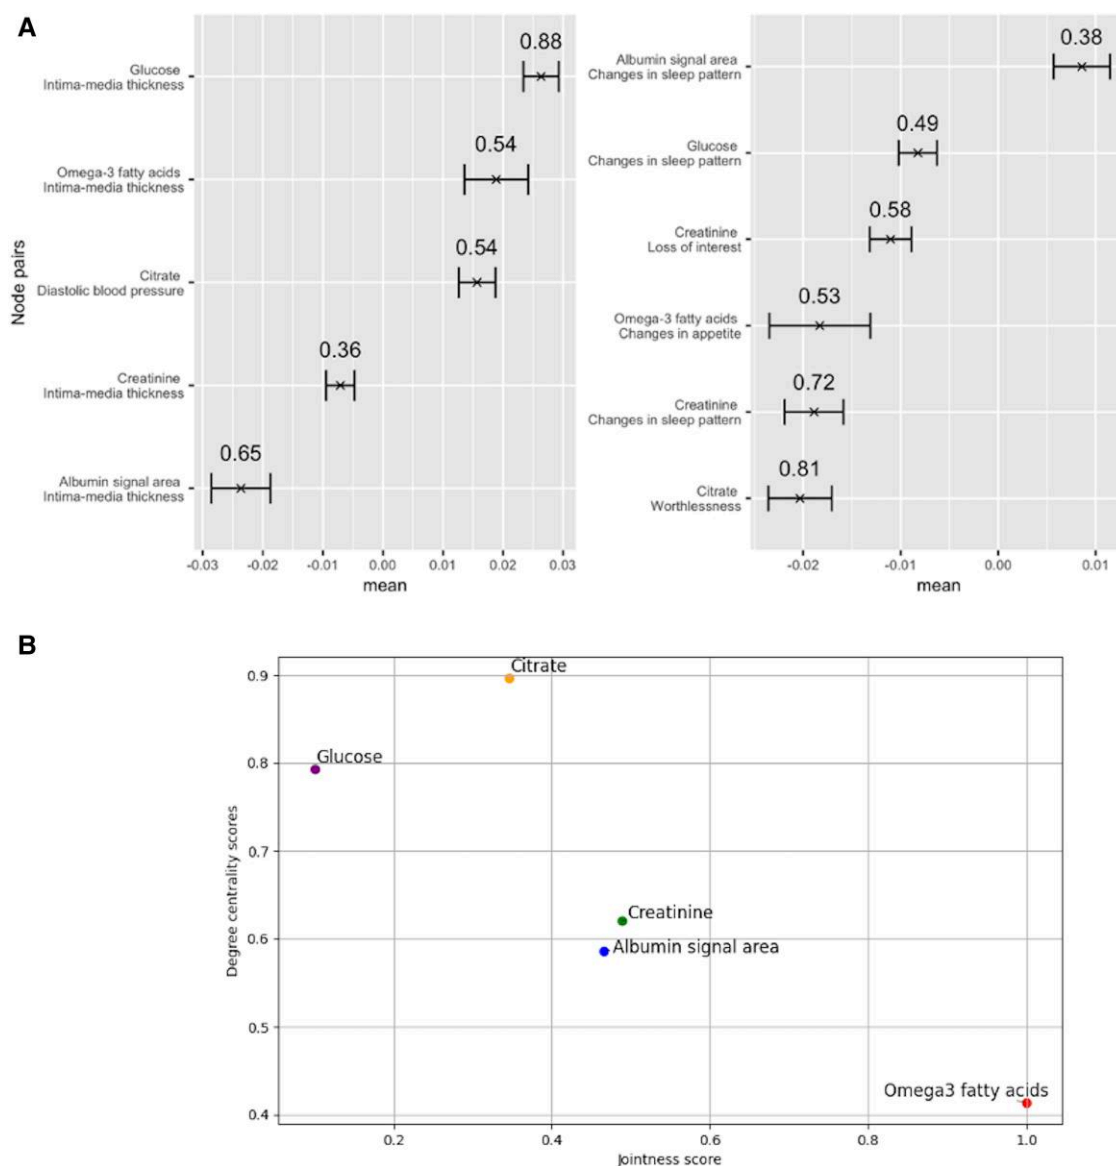 A
Node pairs
Glucose
Intima-media thickness
Omega-3 fatty acids
Intima-media thickness
Citrate
Diastolic blood pressure
Creatinine
Intima-media thickness
Albumin signal area
Intima-media thickness
0.88
0.54
0.54
0.36
0.65
-0.03 -0.02 -0.01 0.00 0.01 0.02 0.03
mean
Albumin signal area
Changes in sleep pattern
Glucose
Changes in sleep pattern
Creatinine
Loss of interest
Omega-3 fatty acids
Changes in appetite
Creatinine
Changes in sleep pattern
Citrate
Worthlessness
0.38
0.49
0.58
0.53
0.72
0.81
-0.02 -0.01 0.00 0.01
mean
B
Degree centrality scores
0.9
0.8
0.7
0.6
0.5
0.4
Citrate
Glucose
Creatinine
Albumin signal area
Omega3 fatty acids
0.2 0.4 0.6 0.8 1.0
Jointness score